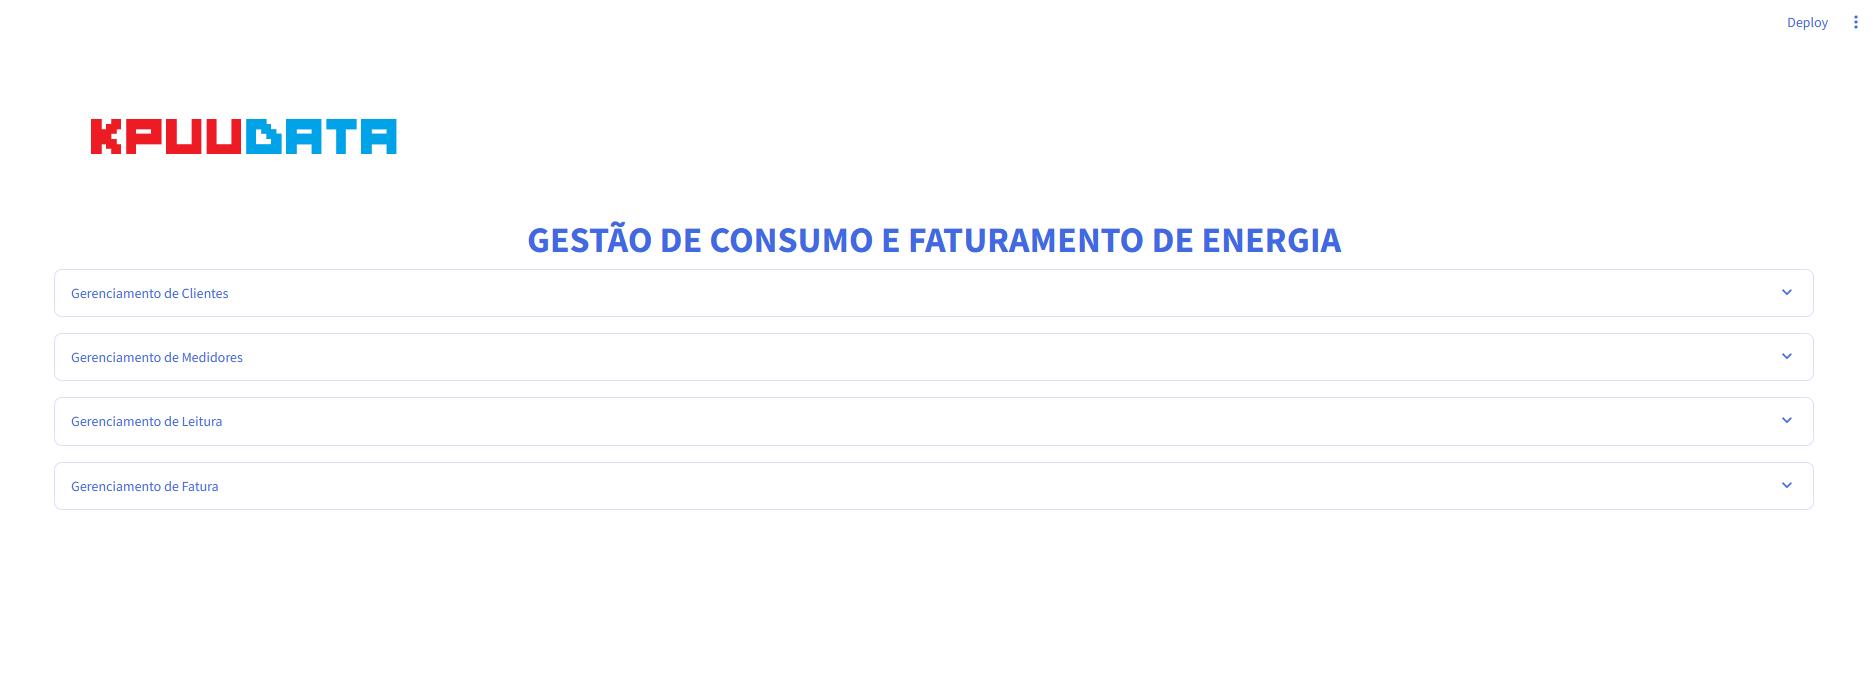 Deploy
KPUUDATA
GESTÃO DE CONSUMO E FATURAMENTO DE ENERGIA
Gerenciamento de Clientes
Gerenciamento de Medidores
Gerenciamento de Leitura
Gerenciamento de Fatura